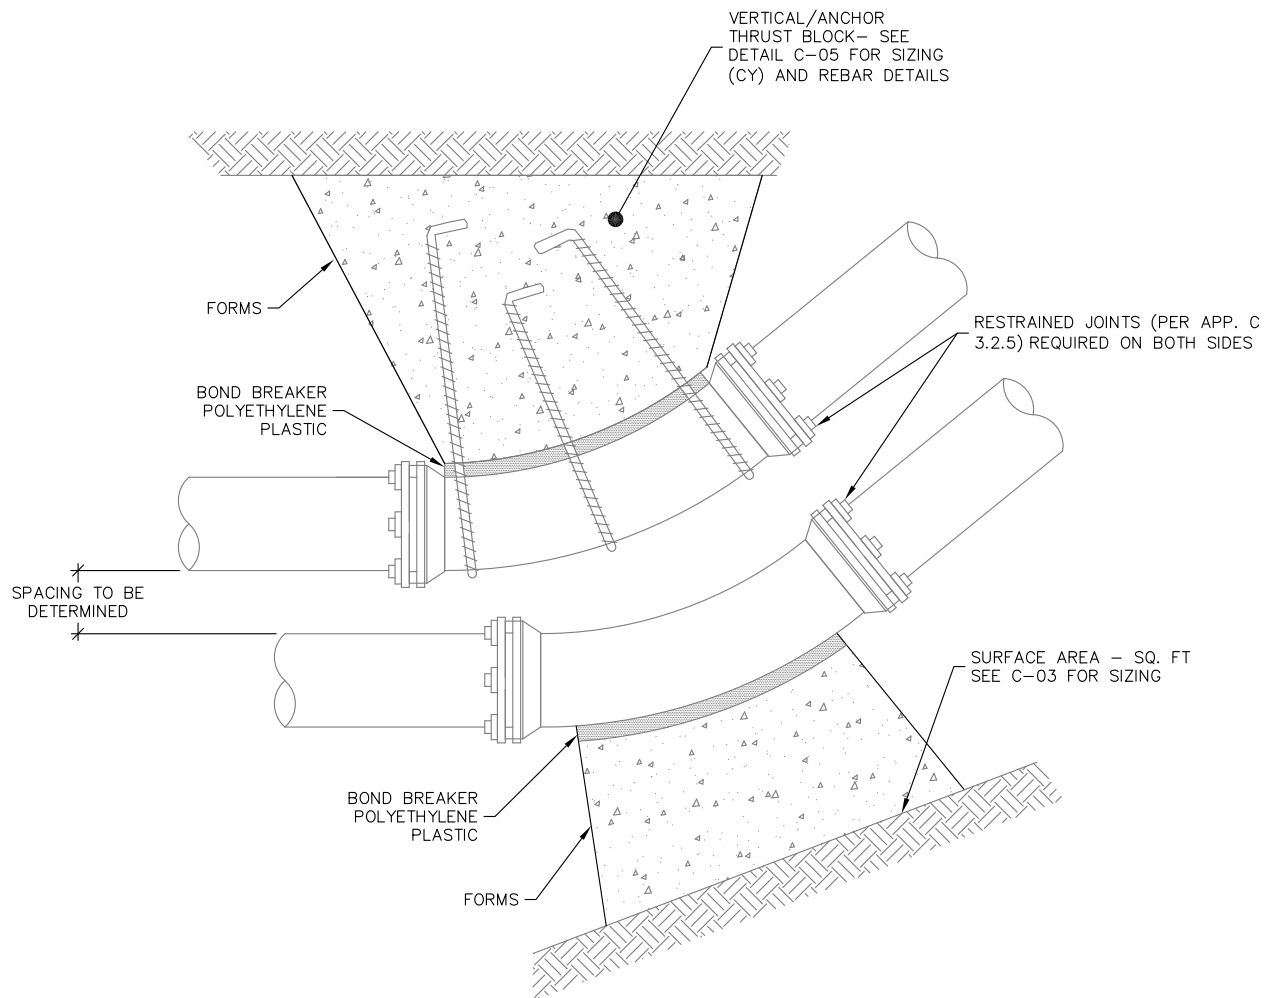 VERTICAL/ANCHOR
THRUST BLOCK– SEE
DETAIL C–05 FOR SIZING
(CY) AND REBAR DETAILS
FORMS
RESTRAINED JOINTS (PER APP. C
3.2.5) REQUIRED ON BOTH SIDES
BOND BREAKER
POLYETHYLENE
PLASTIC
SPACING TO BE
DETERMINED
SURFACE AREA – SQ. FT
SEE C–03 FOR SIZING
BOND BREAKER
POLYETHYLENE
PLASTIC
FORMS